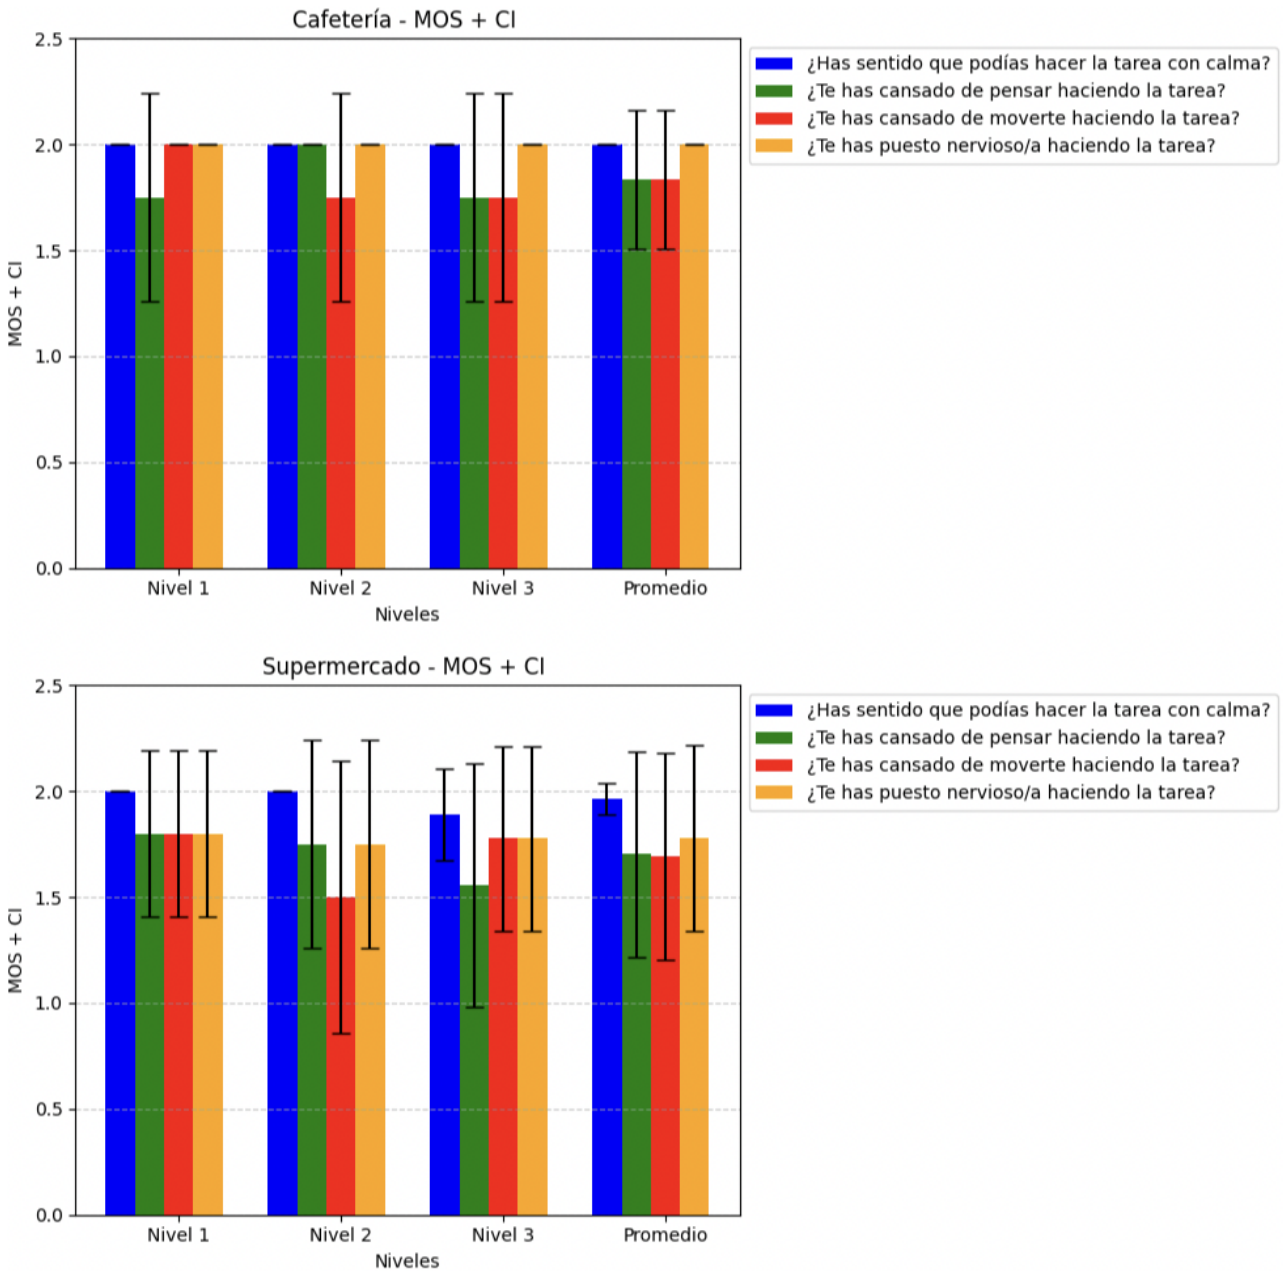 Cafetería - MOS + CI
2.5
2.0
1.5
1.0
0.5
0.0
MOS + CI
Nivel 1
Nivel 2
Nivel 3
Promedio
Niveles
¿Has sentido que podías hacer la tarea con calma?
¿Te has cansado de pensar haciendo la tarea?
¿Te has cansado de moverte haciendo la tarea?
¿Te has puesto nervioso/a haciendo la tarea?
Supermercado - MOS + CI
2.5
2.0
1.5
1.0
0.5
0.0
MOS + CI
Nivel 1
Nivel 2
Nivel 3
Promedio
Niveles
¿Has sentido que podías hacer la tarea con calma?
¿Te has cansado de pensar haciendo la tarea?
¿Te has cansado de moverte haciendo la tarea?
¿Te has puesto nervioso/a haciendo la tarea?